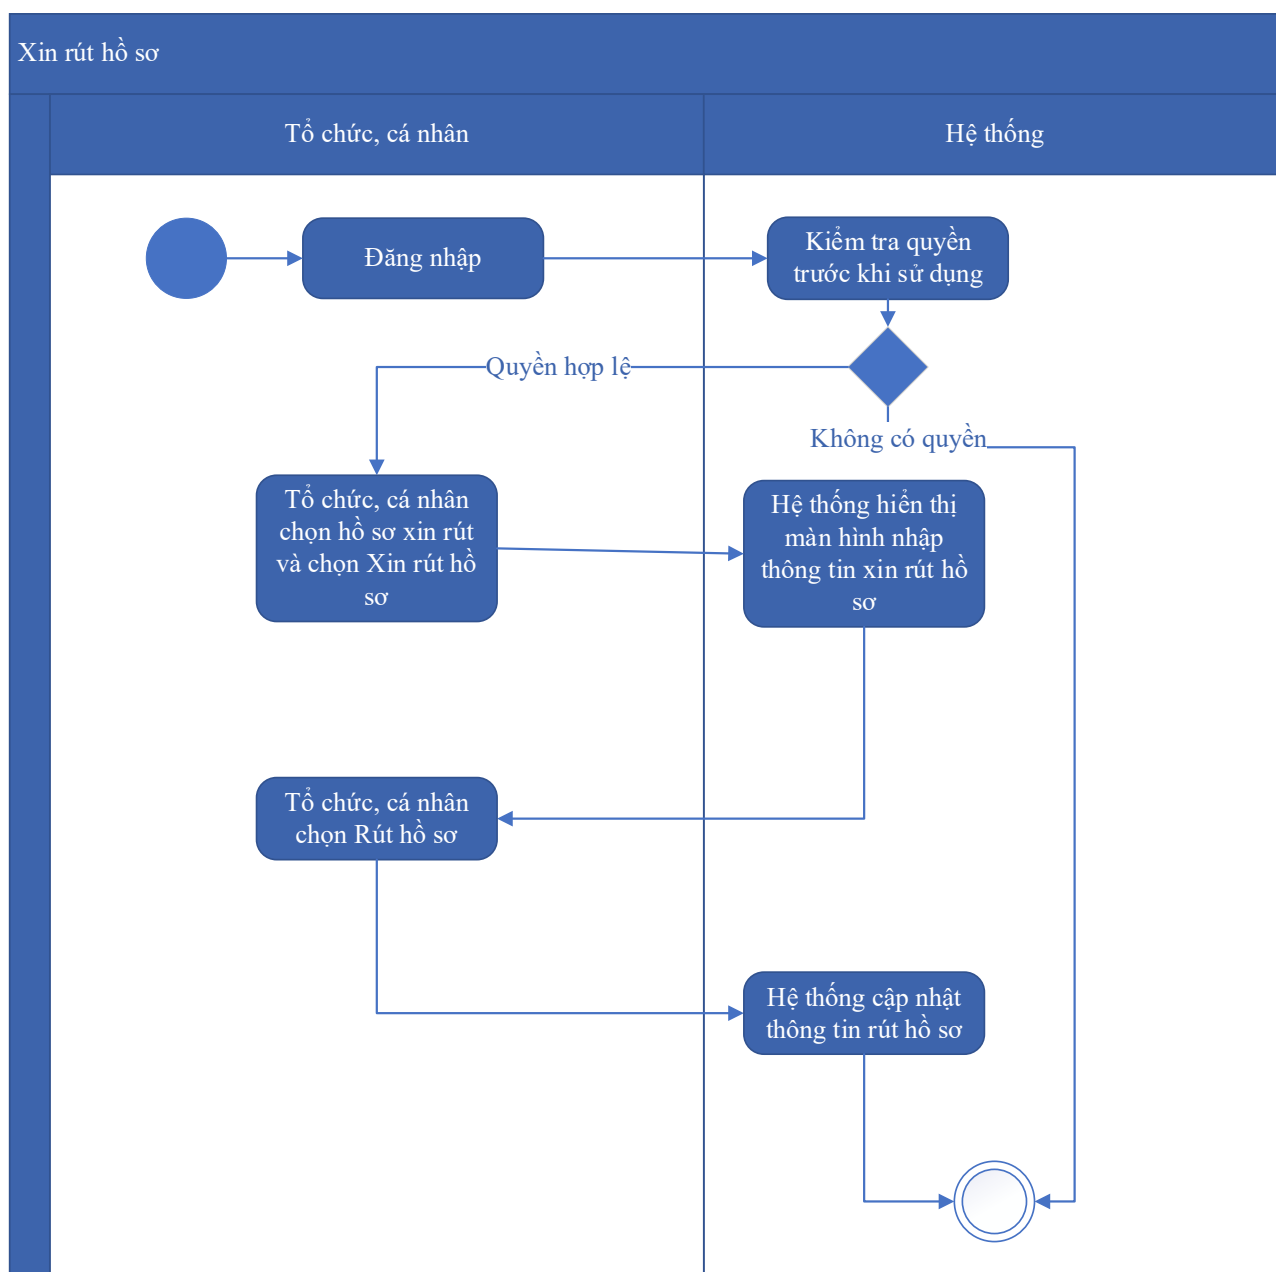 Xin rút hồ sơ
Tổ chức, cá nhân
Hệ thống
Đăng nhập
Kiểm tra quyền
trước khi sử dụng
Quyền hợp lệ
Không có quyền
Tổ chức, cá nhân
chọn hồ sơ xin rút
và chọn Xin rút hồ
sơ
Hệ thống hiển thị
màn hình nhập
thông tin xin rút hồ
sơ
Tổ chức, cá nhân
chọn Rút hồ sơ
Hệ thống cập nhật
thông tin rút hồ sơ